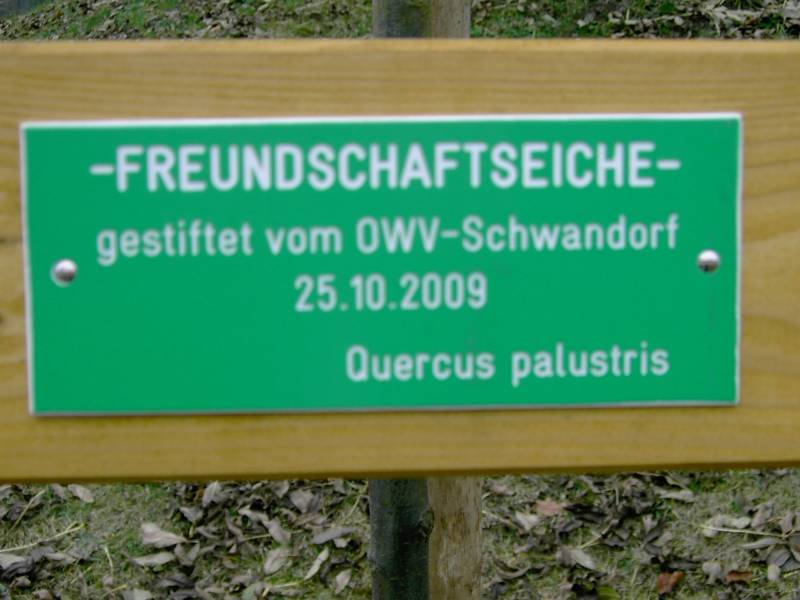 -FREUNDSCHAFTSEICHE-
gestiftet vom OWV-Schwandorf
25.10.2009
Quercus palustris